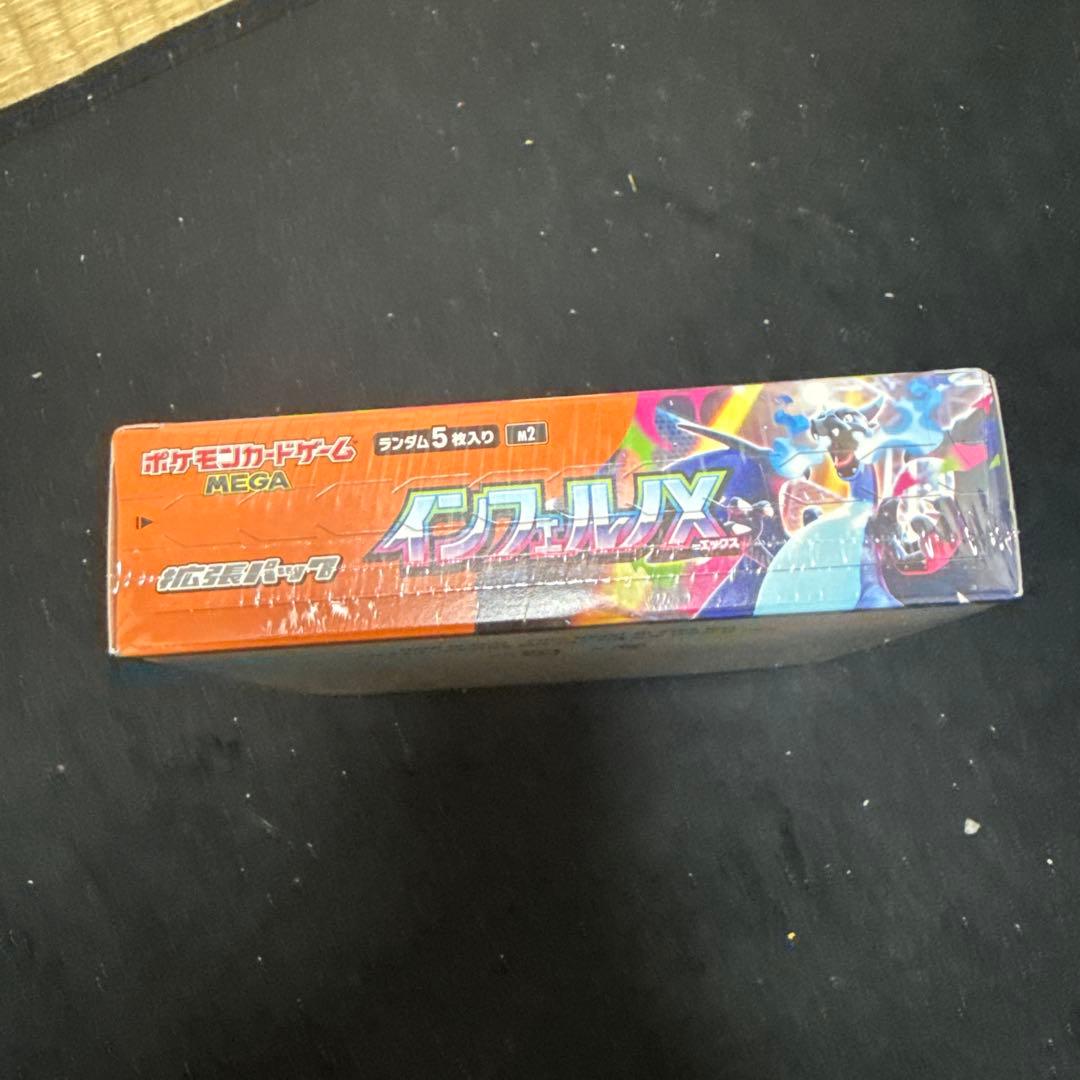 ポケモンカードゲーム
MEGA
ランダム5枚入り
M2
インフェルノX
=エックス
拡張パック